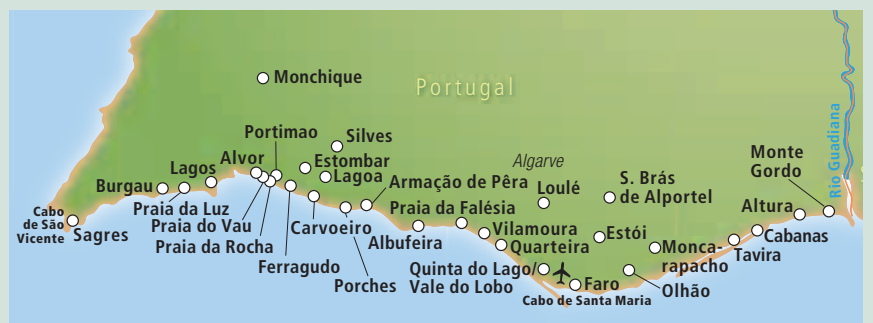 Monchique
Portugal
Portimao
Silves
Algarve
Monte
Gordo
Rio Guadiana
Alvor
Estombar
Lagos
Lagoa
Burgau
Armação de Pêra
Loulé
S. Brás
de Alportel
Praia da Luz
Praia da Falésia
Altura
Cabo
de São
Vicente
Sagres
Praia do Vau
Carvoeiro
Vilamoura
Estói
Cabanas
Praia da Rocha
Albufeira
Quarteira
Monca-
rapacho
Tavira
Ferragudo
Porches
Quinta do Lago/
Vale do Lobo
Faro
Olhão
Cabo de Santa Maria